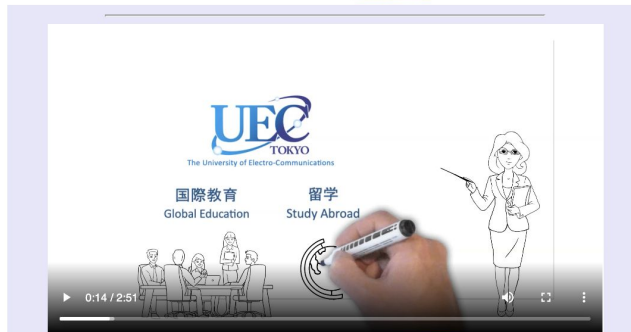 UEC
TOKYO
The University of Electro-Communications
国際教育
留学
Global Education
Study Abroad
0:14 / 2:51